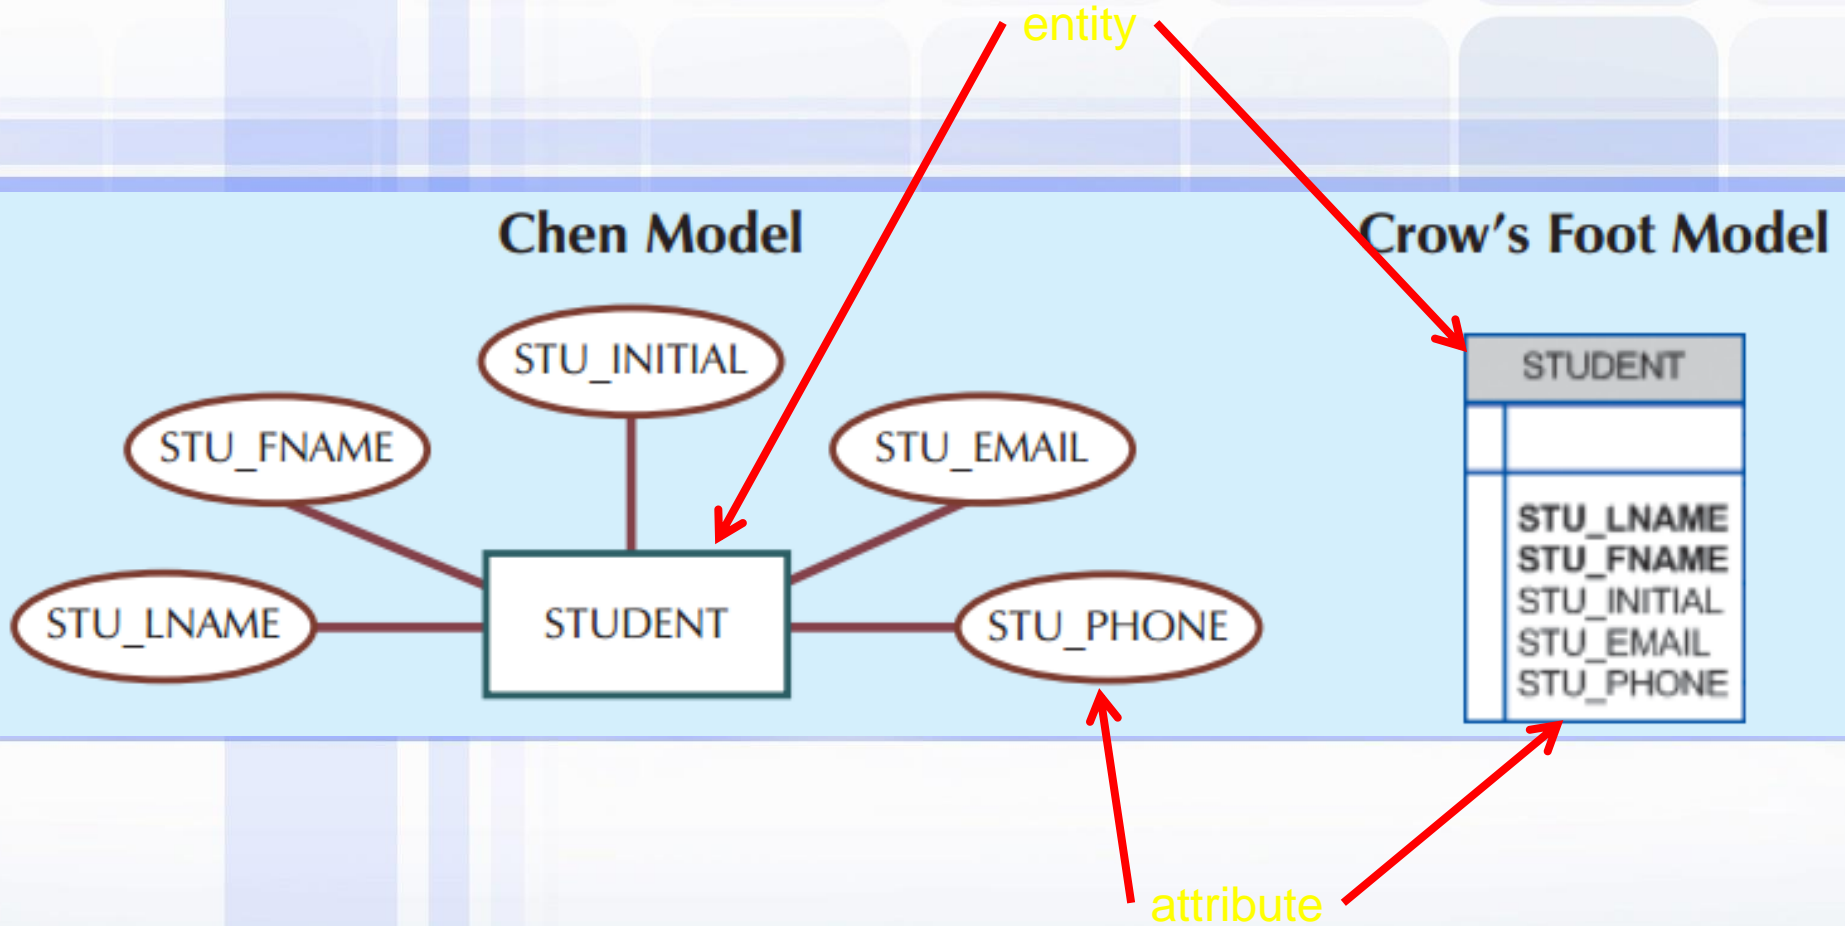 entity
Chen Model
Crow's Foot Model
STU_INITIAL
STU_FNAME
STU_EMAIL
STU_LNAME
STUDENT
STU_PHONE
STUDENT
STU_LNAME
STU_FNAME
STU_INITIAL
STU_EMAIL
STU_PHONE
attribute